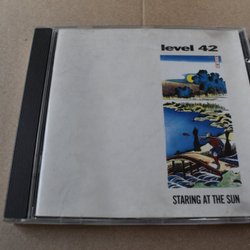 level 42
STARING AT THE SUN